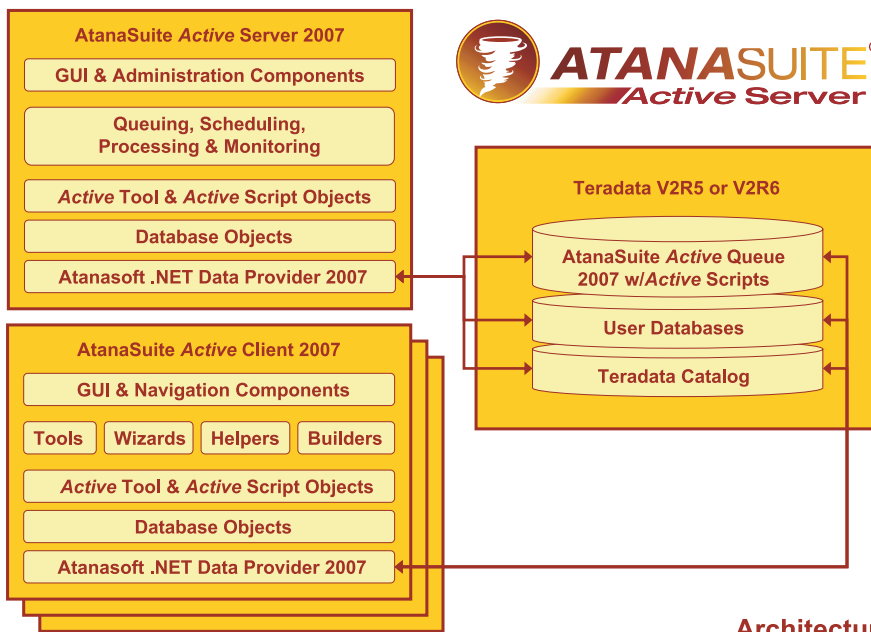 AtanaSuite Active Server 2007
GUI & Administration Components
Queuing, Scheduling,
Processing & Monitoring
Active Tool & Active Script Objects
Database Objects
Atanasoft .NET Data Provider 2007
ATANASUITE
Active Server
Teradata V2R5 or V2R6
AtanaSuite Active Queue
2007 w/Active Scripts
User Databases
Teradata Catalog
AtanaSuite Active Client 2007
GUI & Navigation Components
Tools
Wizards
Helpers
Builders
Active Tool & Active Script Objects
Database Objects
Atanasoft .NET Data Provider 2007